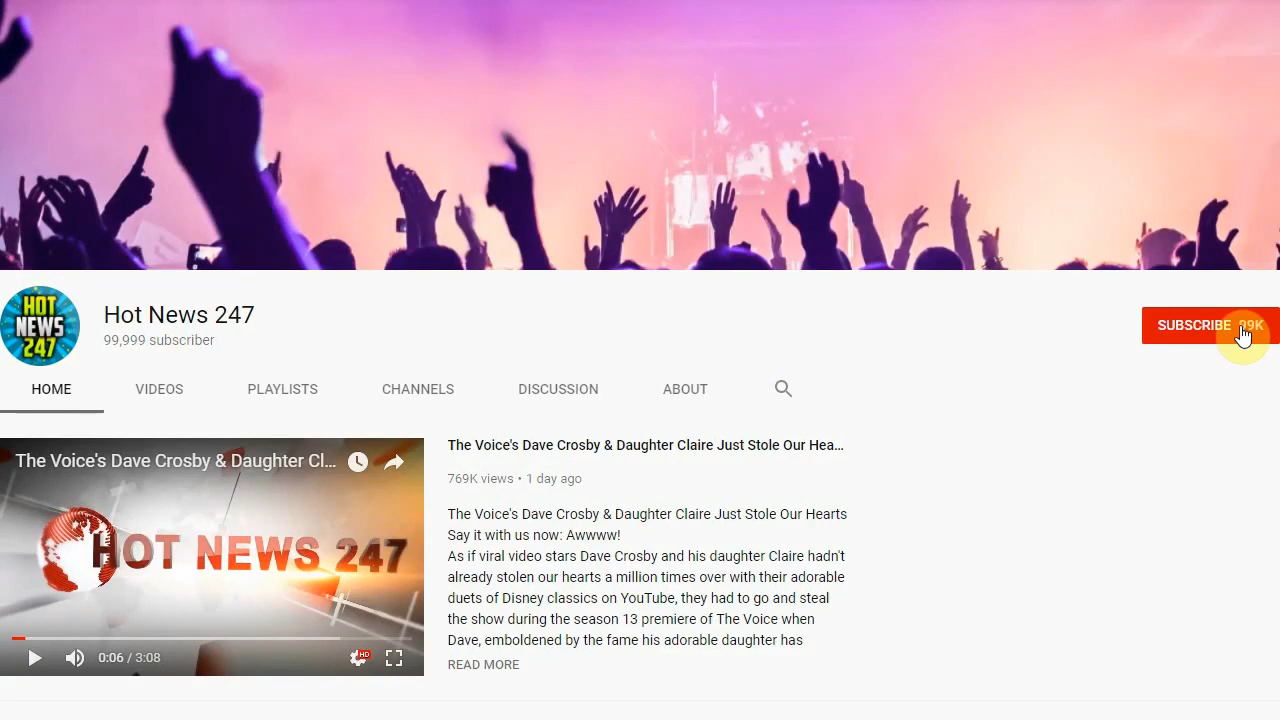 HOT
NEWS
247
Hot News 247
99,999 subscriber
SUBSCRIBE 99K
HOME VIDEOS PLAYLISTS CHANNELS DISCUSSION ABOUT
The Voice's Dave Crosby & Daughter Cl...
HOT NEWS 247
0:06 / 3:08
HD
The Voice's Dave Crosby & Daughter Claire Just Stole Our Hea...
769K views • 1 day ago
The Voice's Dave Crosby & Daughter Claire Just Stole Our Hearts
Say it with us now: Awwww!
As if viral video stars Dave Crosby and his daughter Claire hadn't
already stolen our hearts a million times over with their adorable
duets of Disney classics on YouTube, they had to go and steal
the show during the season 13 premiere of The Voice when
Dave, emboldened by the fame his adorable daughter has
READ MORE